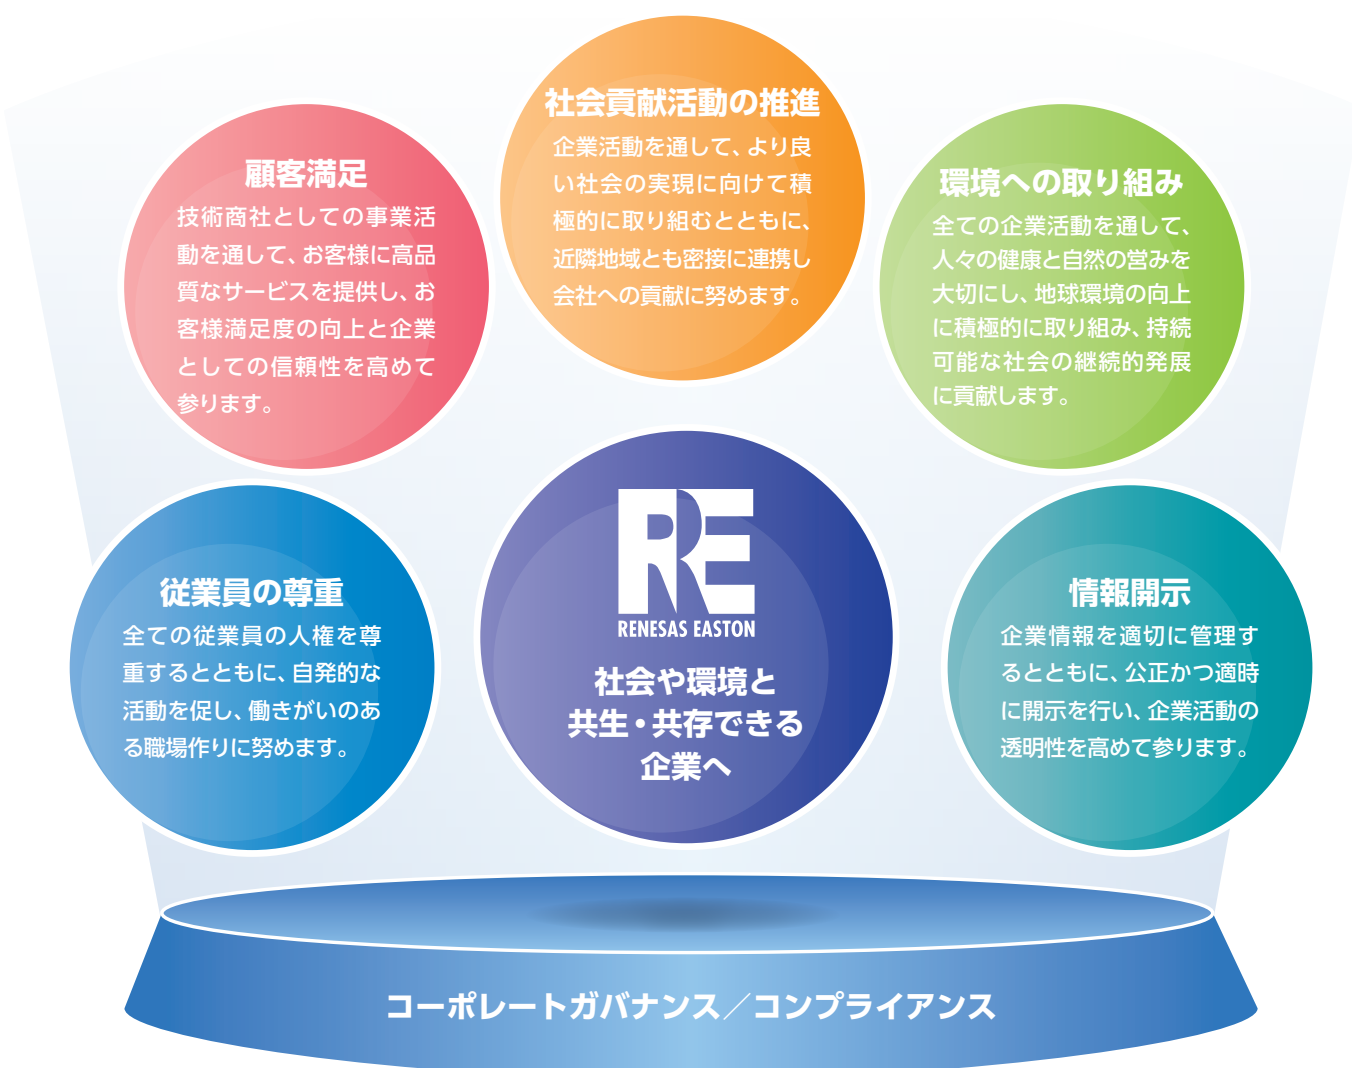 社会貢献活動の推進
企業活動を通して、より良
い社会の実現に向けて積
極的に取り組むとともに、
近隣地域とも密接に連携し
会社への貢献に努めます。
顧客満足
技術商社としての事業活
動を通して、お客様に高品
質なサービスを提供し、お
客様満足度の向上と企業
としての信頼性を高めて
参ります。
環境への取り組み
全ての企業活動を通して、
人々の健康と自然の営みを
大切にし、地球環境の向上
に積極的に取り組み、持続
可能な社会の継続的発展
に貢献します。
従業員の尊重
全ての従業員の人権を尊
重するとともに、自発的な
活動を促し、働きがいのあ
る職場作りに努めます。
RE
RENESAS EASTON
社会や環境と
共生・共存できる
企業へ
情報開示
企業情報を適切に管理す
るとともに、公正かつ適時
に開示を行い、企業活動の
透明性を高めて参ります。
コーポレートガバナンス／コンプライアンス